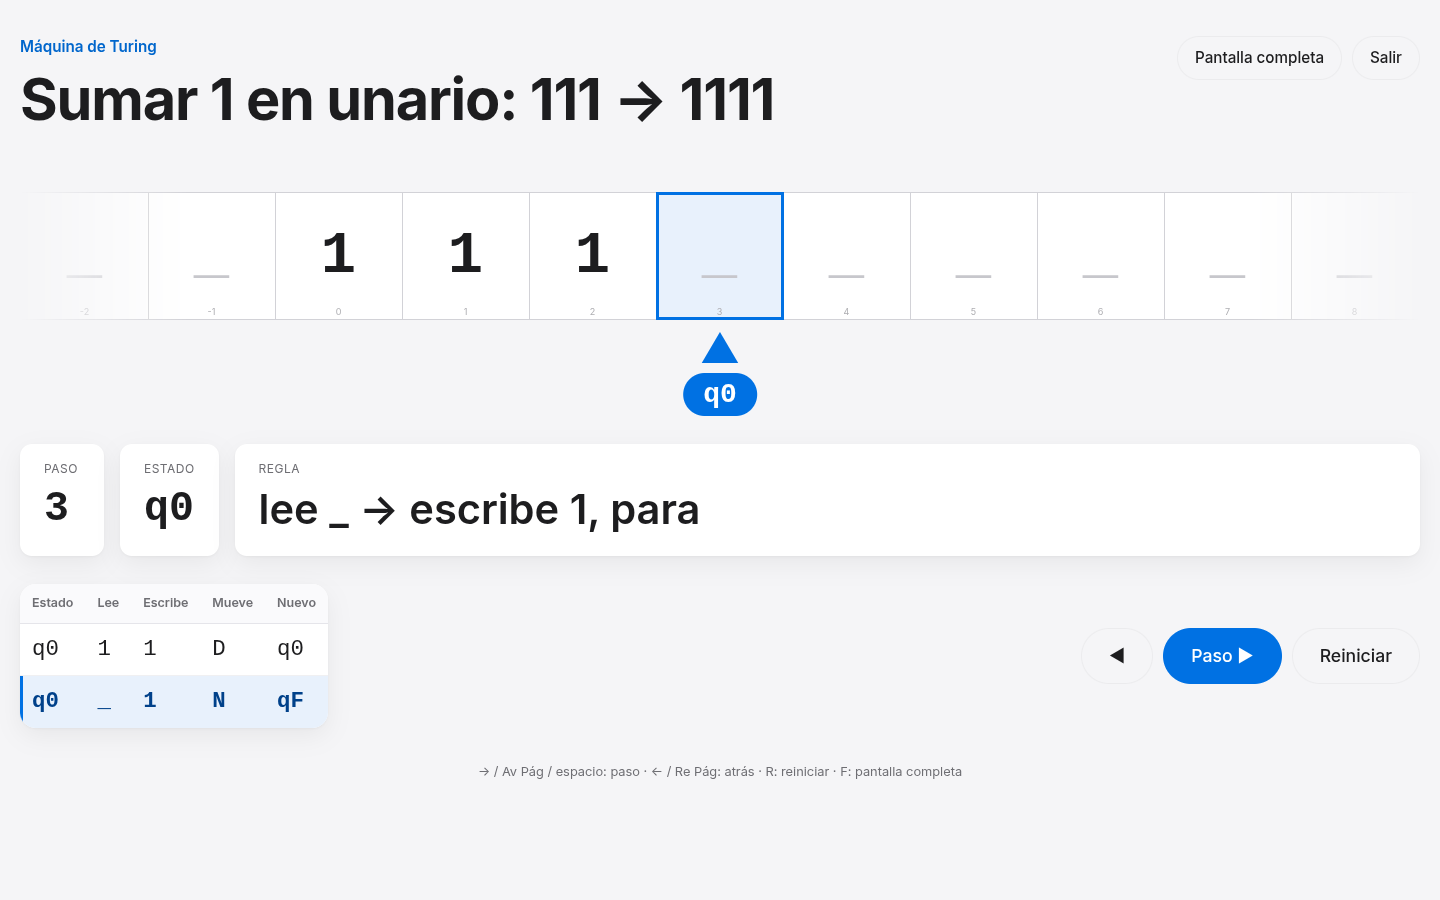 Máquina de Turing
Pantalla completa
Salir
Sumar 1 en unario: 111 → 1111
_ _ 1 1 1 _ _ _ _ _ _
-2 -1 0 1 2 3 4 5 6 7 8
q0
PASO
3
ESTADO
q0
REGLA
lee _ → escribe 1, para
Estado Lee Escribe Mueve Nuevo
q0 1 1 D q0
q0 _ 1 N qF
◀
Paso ▶
Reiniciar
→ / Av Pág / espacio: paso · ← / Re Pág: atrás · R: reiniciar · F: pantalla completa